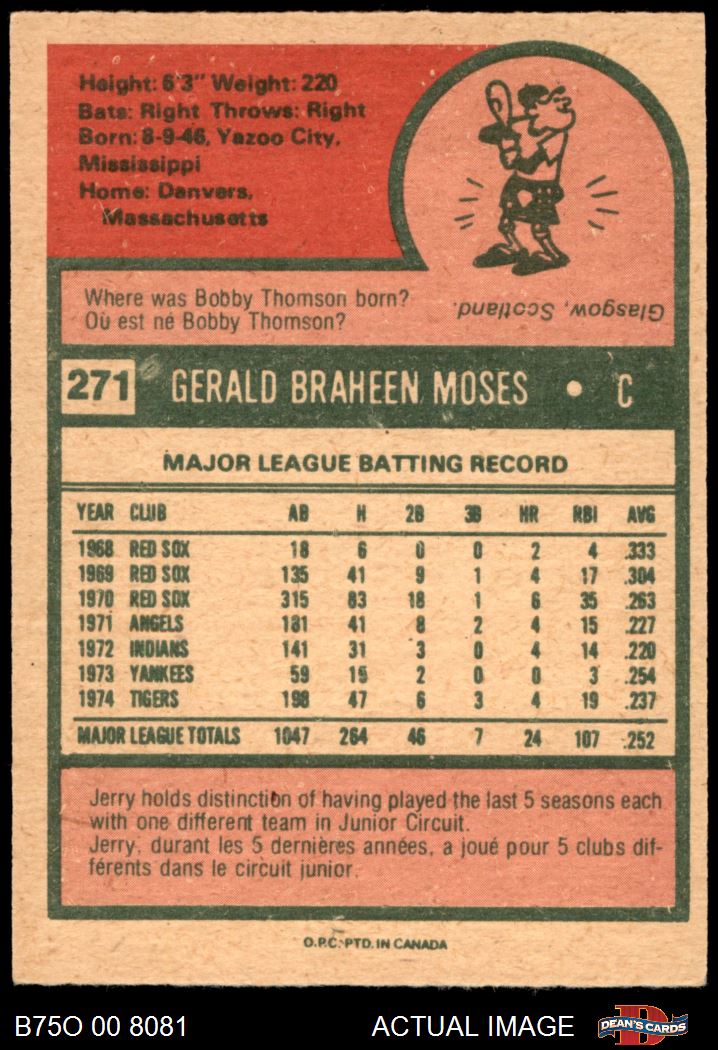 Height: 6'3" Weight: 220
Bats: Right Throws: Right
Born: 8-9-46, Yazoo City,
Mississippi
Home: Danvers,
Massachusetts
Where was Bobby Thomson born?
Où est né Bobby Thomson?
Glasgow, Scotland.
271 GERALD BRAHEEN MOSES • C
MAJOR LEAGUE BATTING RECORD
YEAR CLUB AB H 2B 3B HR RBI AVG
1968 RED SOX 18 6 0 0 2 4 .333
1969 RED SOX 135 41 9 1 4 17 .304
1970 RED SOX 315 83 18 1 6 35 .263
1971 ANGELS 181 41 8 2 4 15 .227
1972 INDIANS 141 31 3 0 4 14 .220
1973 YANKEES 59 15 2 0 0 3 .254
1974 TIGERS 198 47 6 3 4 19 .237
MAJOR LEAGUE TOTALS 1047 264 46 7 24 107 .252
Jerry holds distinction of having played the last 5 seasons each
with one different team in Junior Circuit.
Jerry, durant les 5 dernières années, a joué pour 5 clubs dif-
férents dans le circuit junior.
O.P.C. PTD. IN CANADA
B75O 00 8081 ACTUAL IMAGE D DEAN'S CARDS